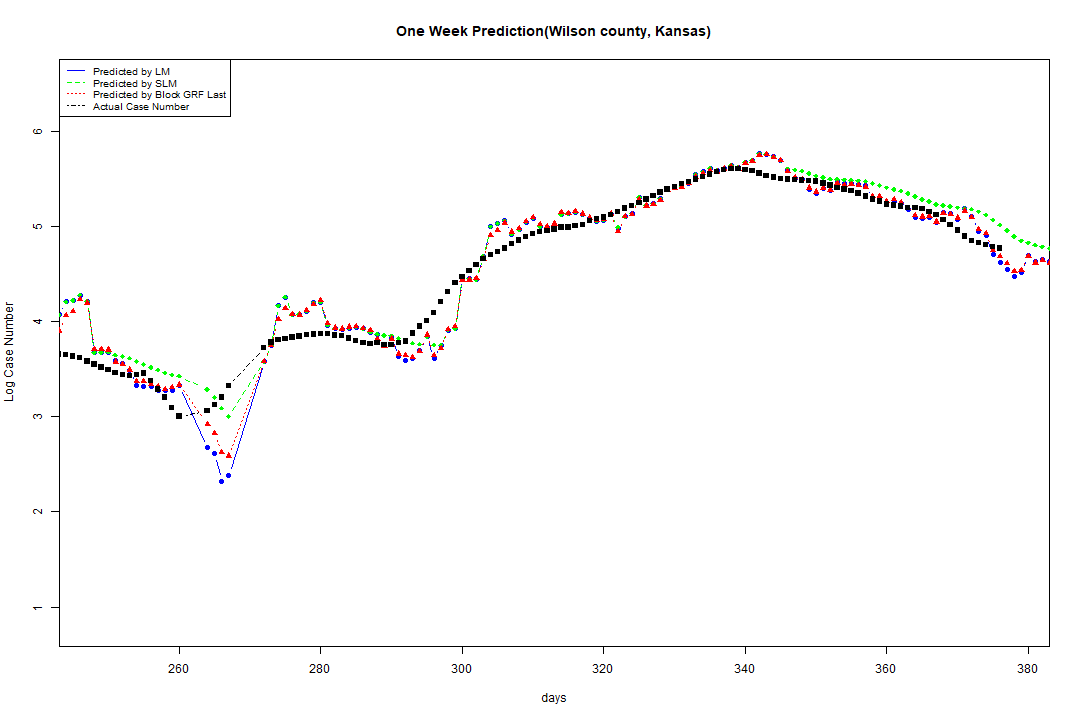 One Week Prediction(Wilson county, Kansas)
Predicted by LM
Predicted by SLM
Predicted by Block GRF Last
Actual Case Number
6
5
4
3
2
1
Log Case Number
260 280 300 320 340 360 380
days